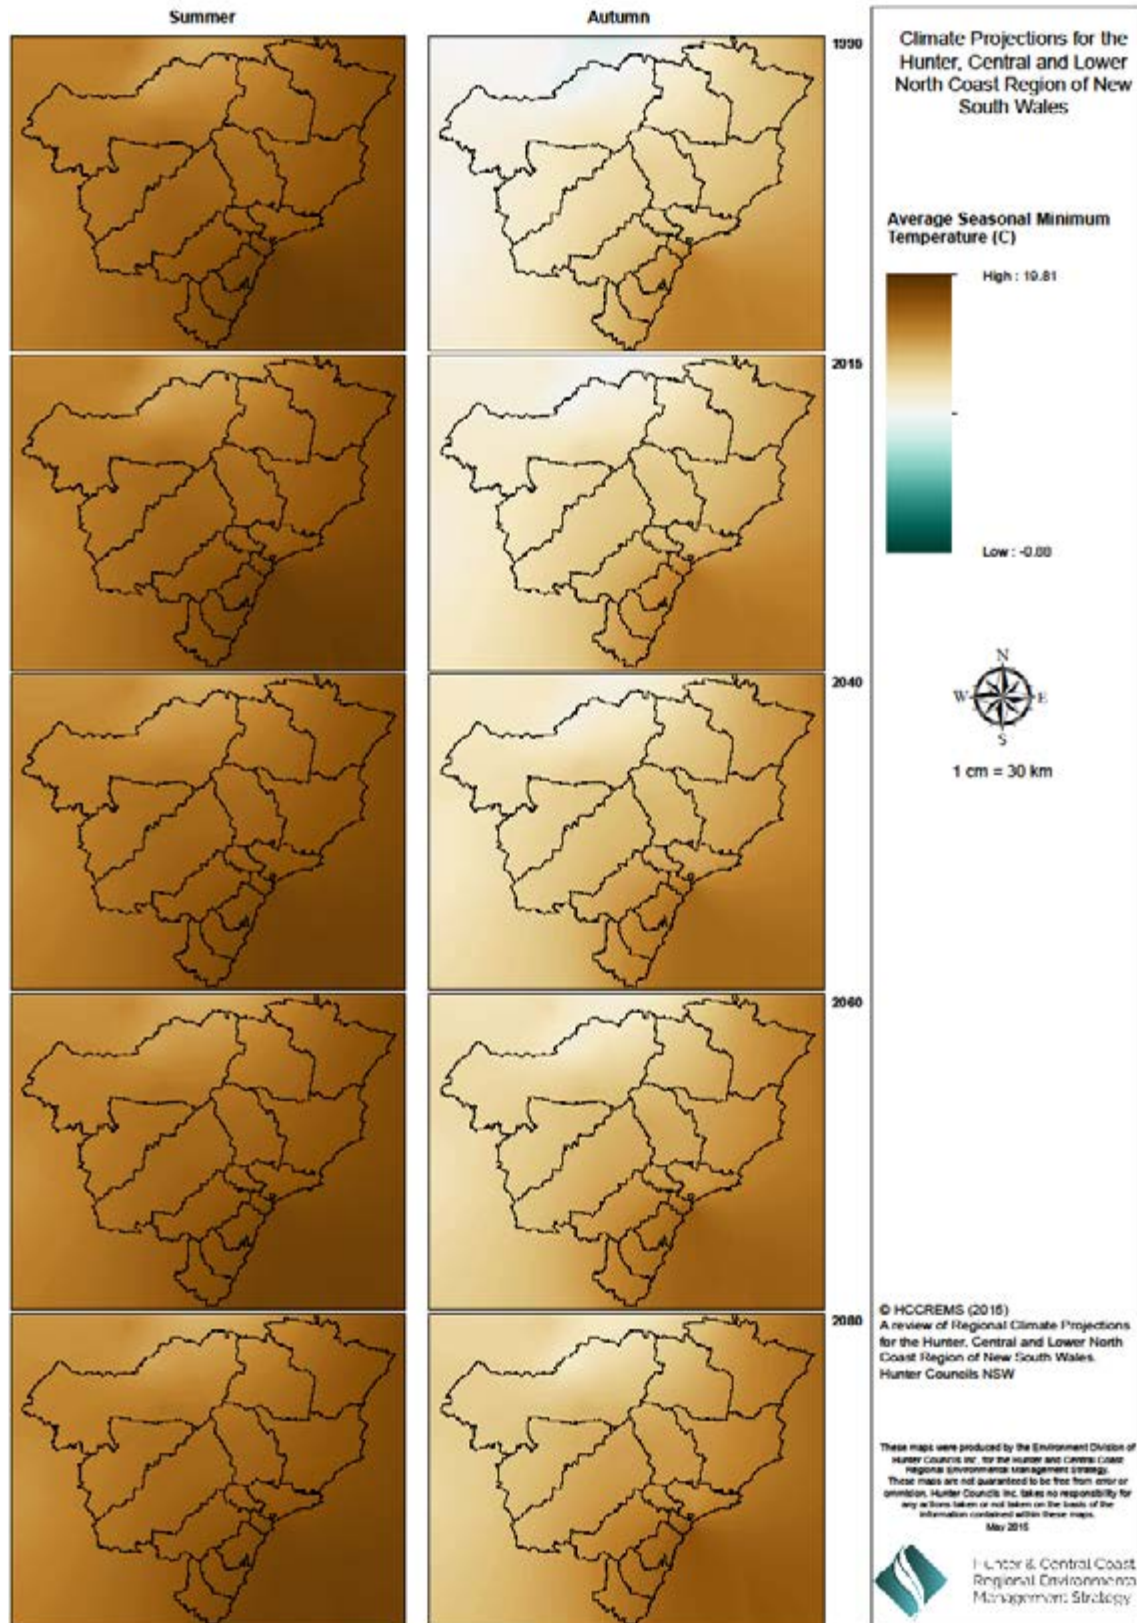 Summer
Autumn
1990
2015
2040
2060
2080
Climate Projections for the
Hunter, Central and Lower
North Coast Region of New
South Wales
Average Seasonal Minimum
Temperature (C)
High : 19.81
Low : -0.88
N
W
E
S
1 cm = 30 km
© HCCREMS (2015)
A review of Regional Climate Projections
for the Hunter, Central and Lower North
Coast Region of New South Wales.
Hunter Councils NSW
These maps were produced by the Environment Division of
Hunter Councils Inc. for the Hunter and Central Coast
Regional Environmental Management Strategy.
These maps are not guaranteed to be free from error or
ommision. Hunter Councils Inc. takes no responsibility for
any actions taken or not taken on the basis of the
information contained within these maps.
May 2015
Hunter & Central Coast
Regional Environmental
Management Strategy